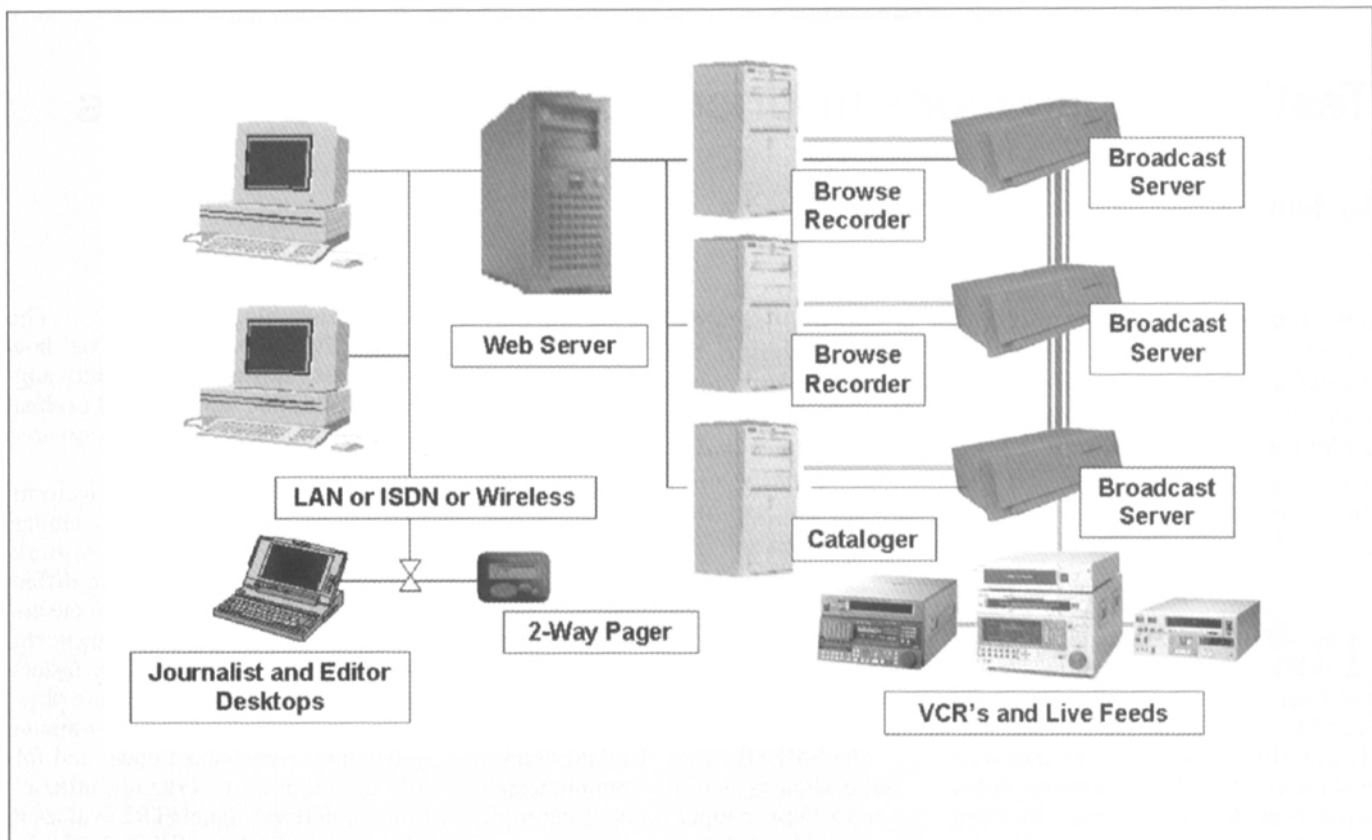 Broadcast
Server
Browse
Recorder
Web Server
Broadcast
Server
Browse
Recorder
LAN or ISDN or Wireless
Broadcast
Server
Cataloger
2-Way Pager
Journalist and Editor
Desktops
VCR's and Live Feeds